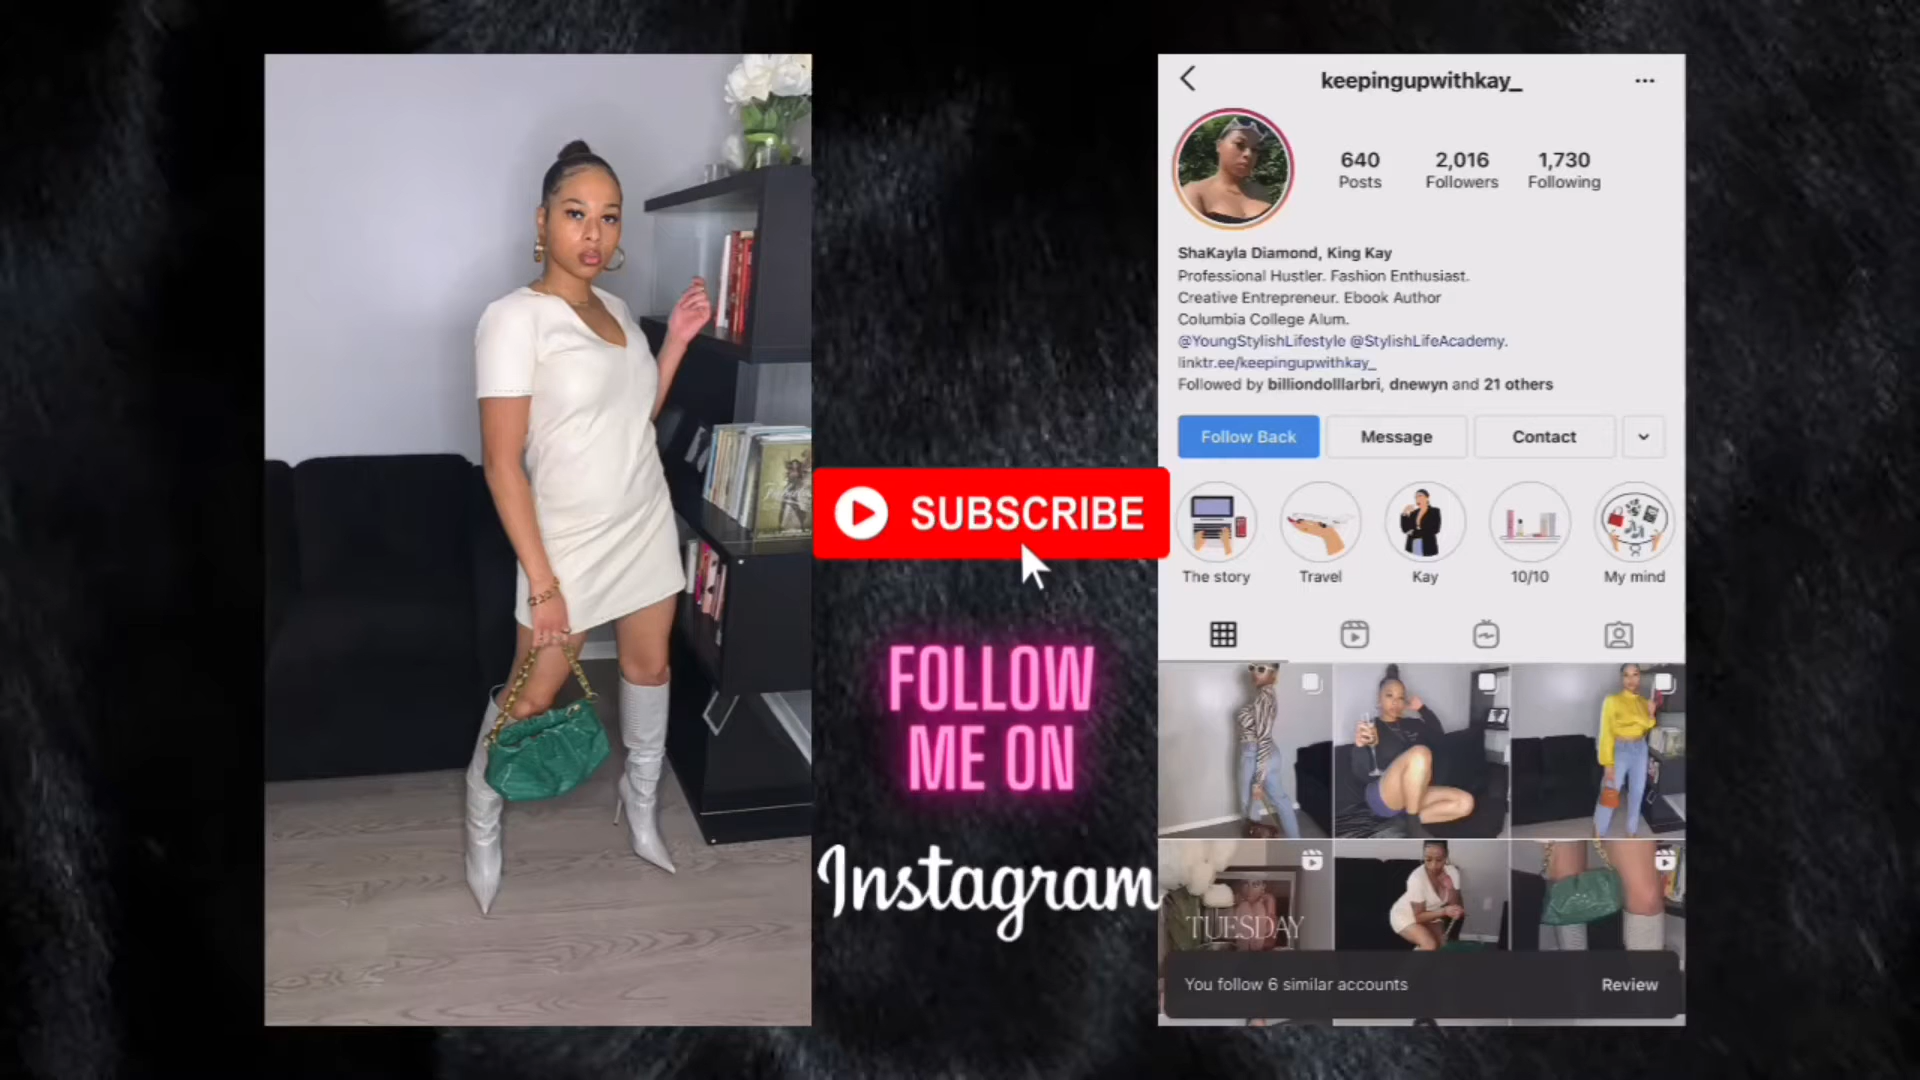 keepingupwithkay_
640
2,016
1,730
Posts
Followers
Following
ShaKayla Diamond, King Kay
Professional Hustler. Fashion Enthusiast.
Creative Entrepreneur. Ebook Author
Columbia College Alum.
@YoungStylishLifestyle @StylishLifeAcademy.
linktr.ee/keepingupwithkay_
Followed by billiondolllarbri, dnewyn and 21 others
Follow Back
Message
Contact
SUBSCRIBE
The story
Travel
Kay
10/10
My mind
FOLLOW
ME ON
Instagram
TUESDAY
You follow 6 similar accounts
Review